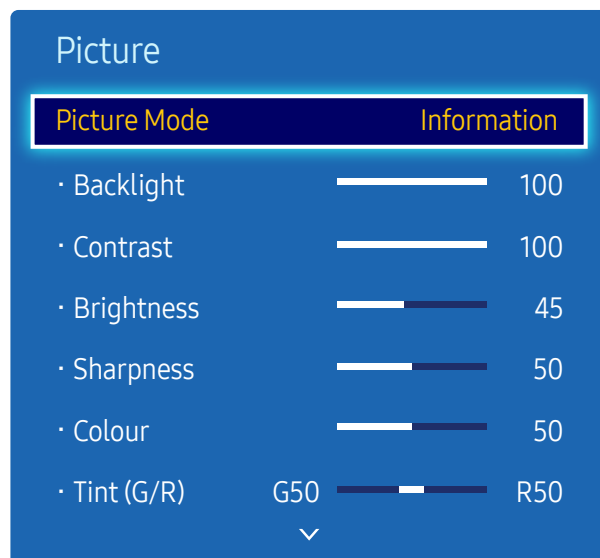 Picture
Picture Mode Information
· Backlight 100
· Contrast 100
· Brightness 45
· Sharpness 50
· Colour 50
· Tint (G/R) G50 R50